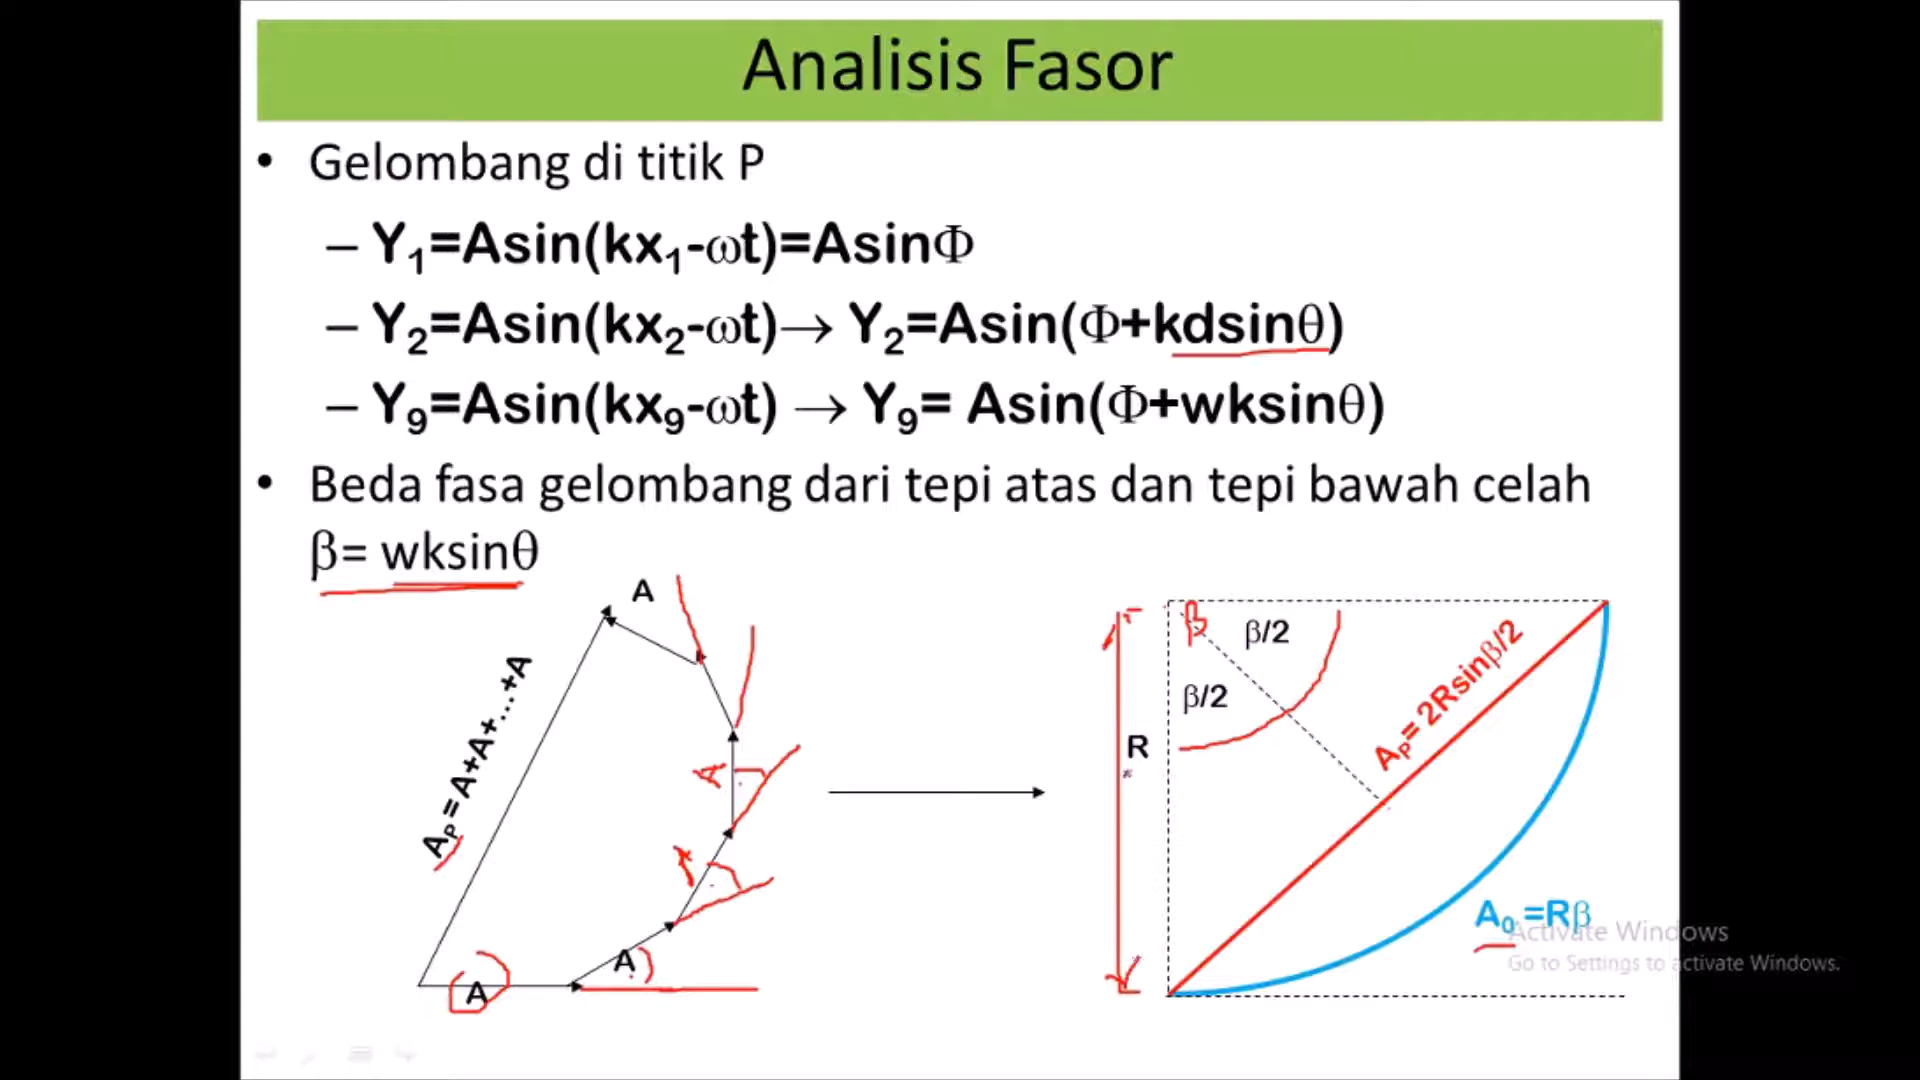 Analisis Fasor
• Gelombang di titik P
– Y₁=Asin(kx₁-ωt)=AsinΦ
– Y₂=Asin(kx₂-ωt)→ Y₂=Asin(Φ+kdsinθ)
– Y₉=Asin(kx₉-ωt) → Y₉= Asin(Φ+wksinθ)
• Beda fasa gelombang dari tepi atas dan tepi bawah celah
β= wksinθ
A
Aₚ=A+A+...+A
A
A
A
A
β
β/2
β/2
R
Aₚ= 2Rsinβ/2
A₀ =Rβ
Activate Windows
Go to Settings to activate Windows.